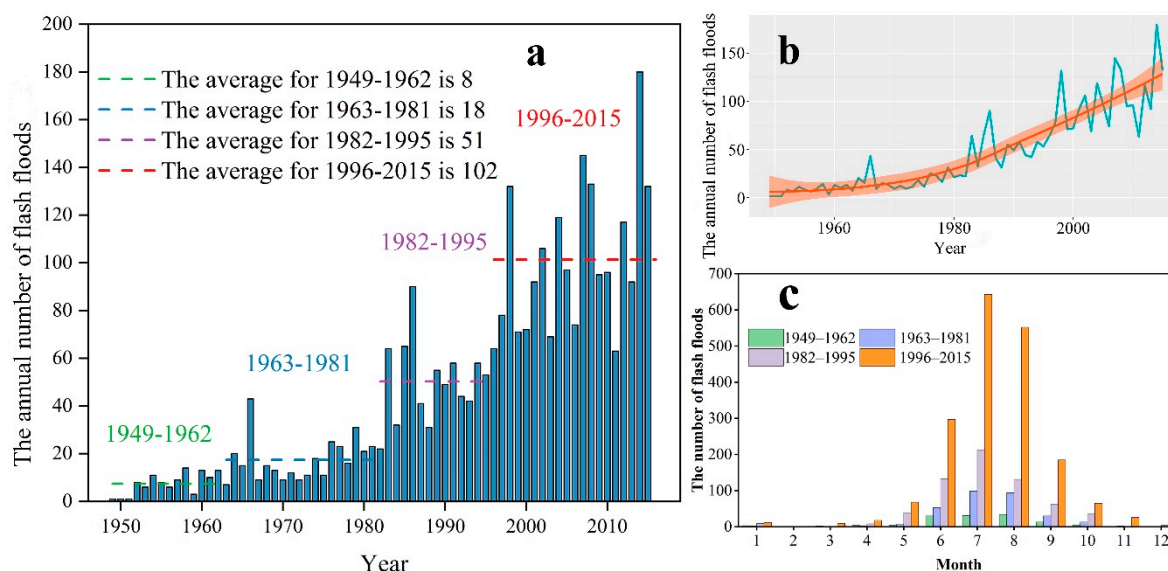 a
The annual number of flash floods
200
180
160
140
120
100
80
60
40
20
0
The average for 1949-1962 is 8
The average for 1963-1981 is 18
The average for 1982-1995 is 51
The average for 1996-2015 is 102
1996-2015
1982-1995
1963-1981
1949-1962
1950 1960 1970 1980 1990 2000 2010
Year
b
The annual number of flash floods
150
100
50
0
1960 1980 2000
Year
c
The number of flash floods
700
600
500
400
300
200
100
0
1949–1962 1963–1981
1982–1995 1996–2015
1 2 3 4 5 6 7 8 9 10 11 12
Month